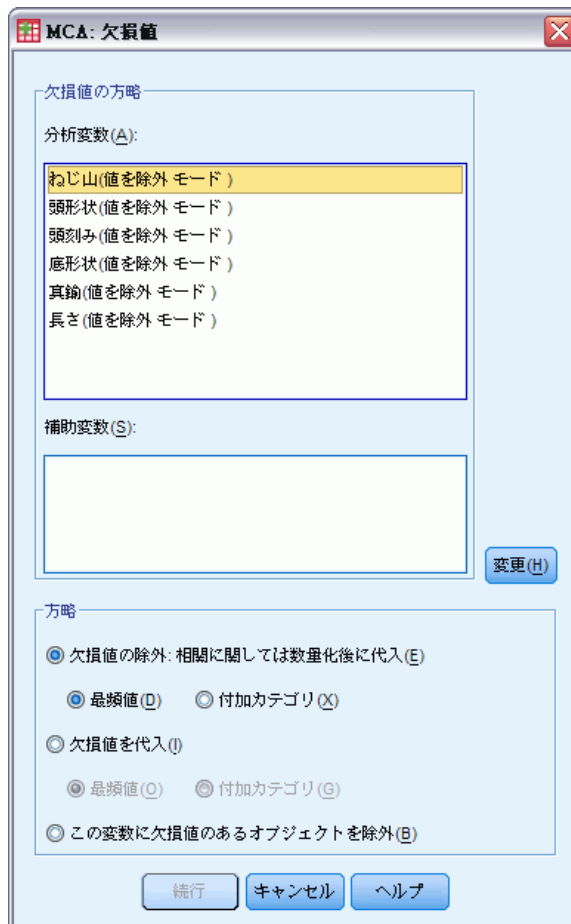 MCA: 欠損値
欠損値の方略
分析変数(A):
ねじ山(値を除外 モード )
頭形状(値を除外 モード )
頭刻み(値を除外 モード )
底形状(値を除外 モード )
真鍮(値を除外 モード )
長さ(値を除外 モード )
補助変数(S):
変更(H)
方略
欠損値の除外: 相関に関しては数量化後に代入(E)
最頻値(D) 付加カテゴリ(X)
欠損値を代入(I)
最頻値(O) 付加カテゴリ(G)
この変数に欠損値のあるオブジェクトを除外(B)
続行 キャンセル ヘルプ